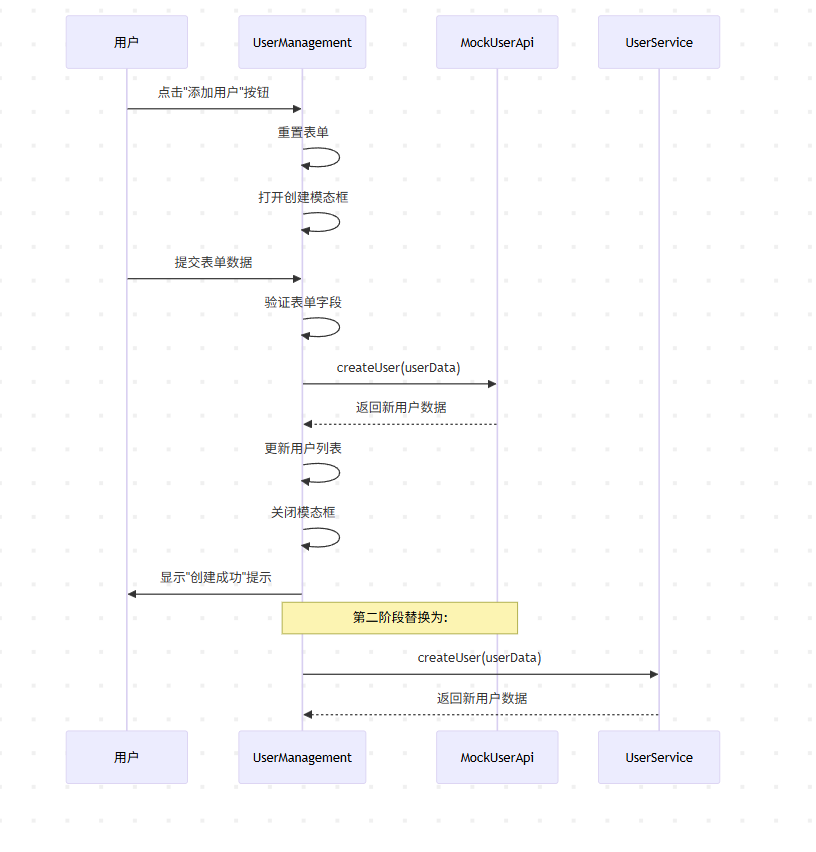 用户
UserManagement
MockUserApi
UserService
点击"添加用户"按钮
重置表单
打开创建模态框
提交表单数据
验证表单字段
createUser(userData)
返回新用户数据
更新用户列表
关闭模态框
显示"创建成功"提示
第二阶段替换为:
createUser(userData)
返回新用户数据
用户
UserManagement
MockUserApi
UserService